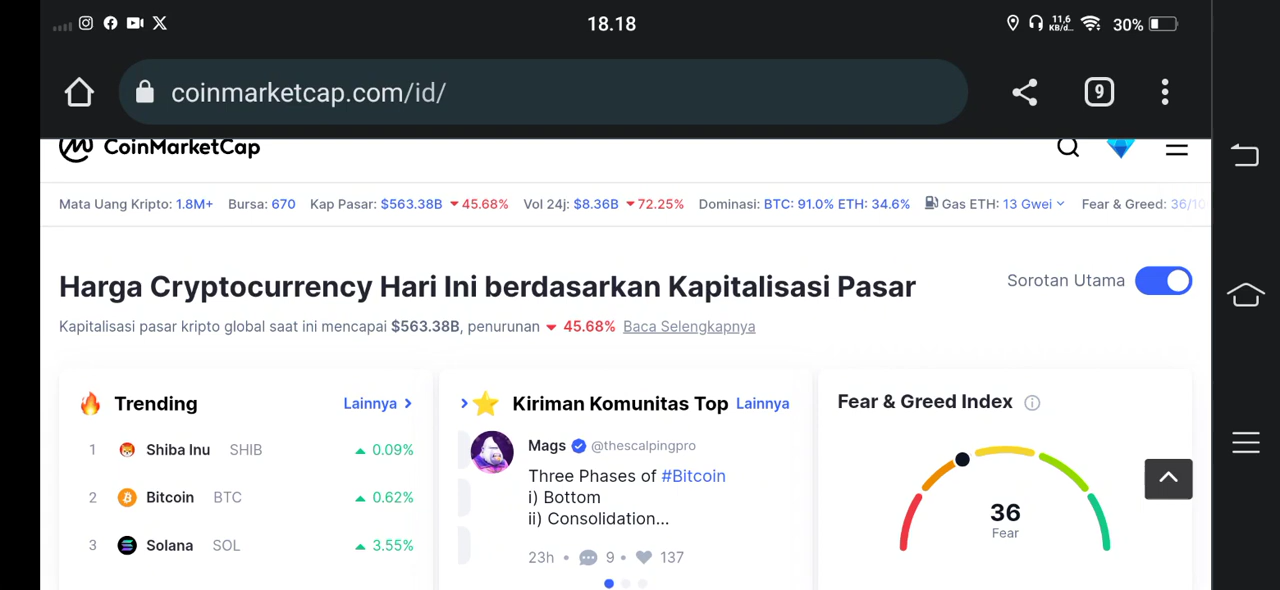 18.18
11,6
KB/d...
30%
coinmarketcap.com/id/
9
CoinMarketCap
Mata Uang Kripto: 1.8M+ Bursa: 670 Kap Pasar: $563.38B 45.68% Vol 24j: $8.36B 72.25% Dominasi: BTC: 91.0% ETH: 34.6% Gas ETH: 13 Gwei Fear & Greed: 36/10
Harga Cryptocurrency Hari Ini berdasarkan Kapitalisasi Pasar
Sorotan Utama
Kapitalisasi pasar kripto global saat ini mencapai $563.38B, penurunan 45.68% Baca Selengkapnya
Trending
Lainnya
1 Shiba Inu SHIB 0.09%
2 Bitcoin BTC 0.62%
3 Solana SOL 3.55%
Kiriman Komunitas Top
Lainnya
Mags @thescalpingpro
Three Phases of #Bitcoin
i) Bottom
ii) Consolidation...
23h • 9 • 137
Fear & Greed Index
36
Fear